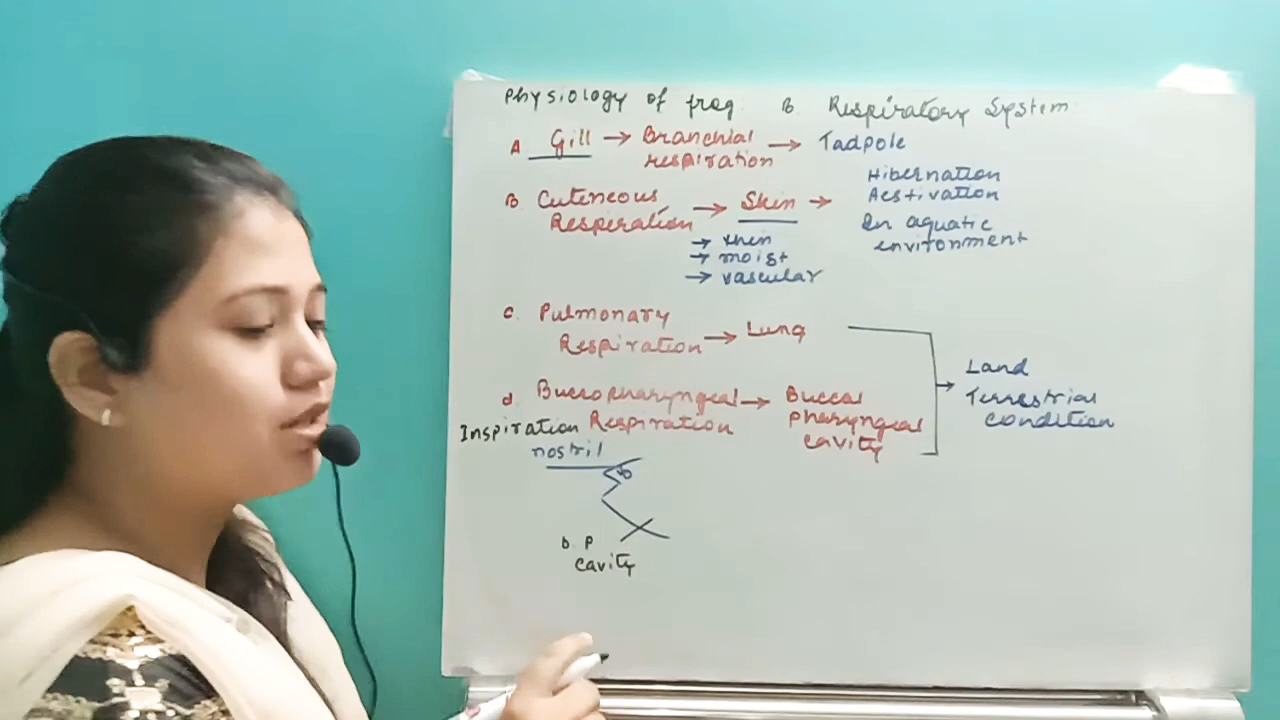 Physiology of frog B Respiratory System
A Gill → Branchial → Tadpole
respiration
B Cuteneous → Skin → Hibernation
Respiration Aestivation
In aquatic
environment
→ then
→ moist
→ vascular
c. Pulmonary → Lung
Respiration
d Buccopharyngeal → Buccal
Respiration pharyngeal
cavity
→ Land
Terrestrial
condition
Inspiration
nostril
b. p
cavity